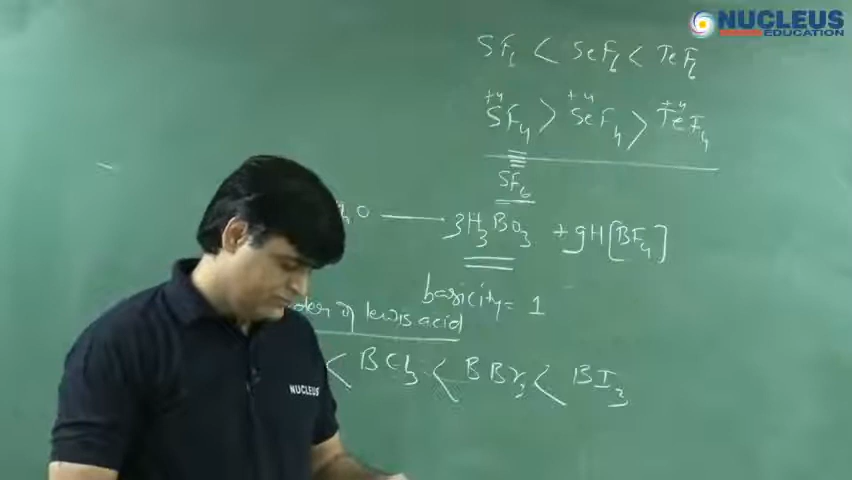 NUCLEUS
EDUCATION
SF₆ < SeF₆ < TeF₆
+4 +4 +4
SF₄ > SeF₄ > TeF₄
SF₆
O ⟶ 3H₃BO₃ + 9H[BF₄]
basicity = 1
of lewis acid
< BCl₃ < BBr₃ < BI₃
NUCLEUS